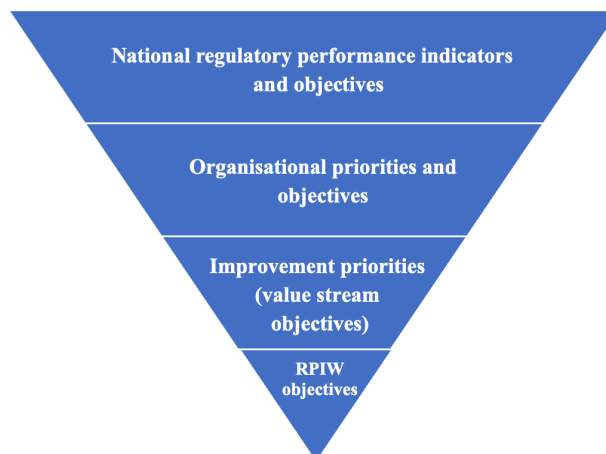 National regulatory performance indicators
and objectives
Organisational priorities and
objectives
Improvement priorities
(value stream
objectives)
RPIW
objectives